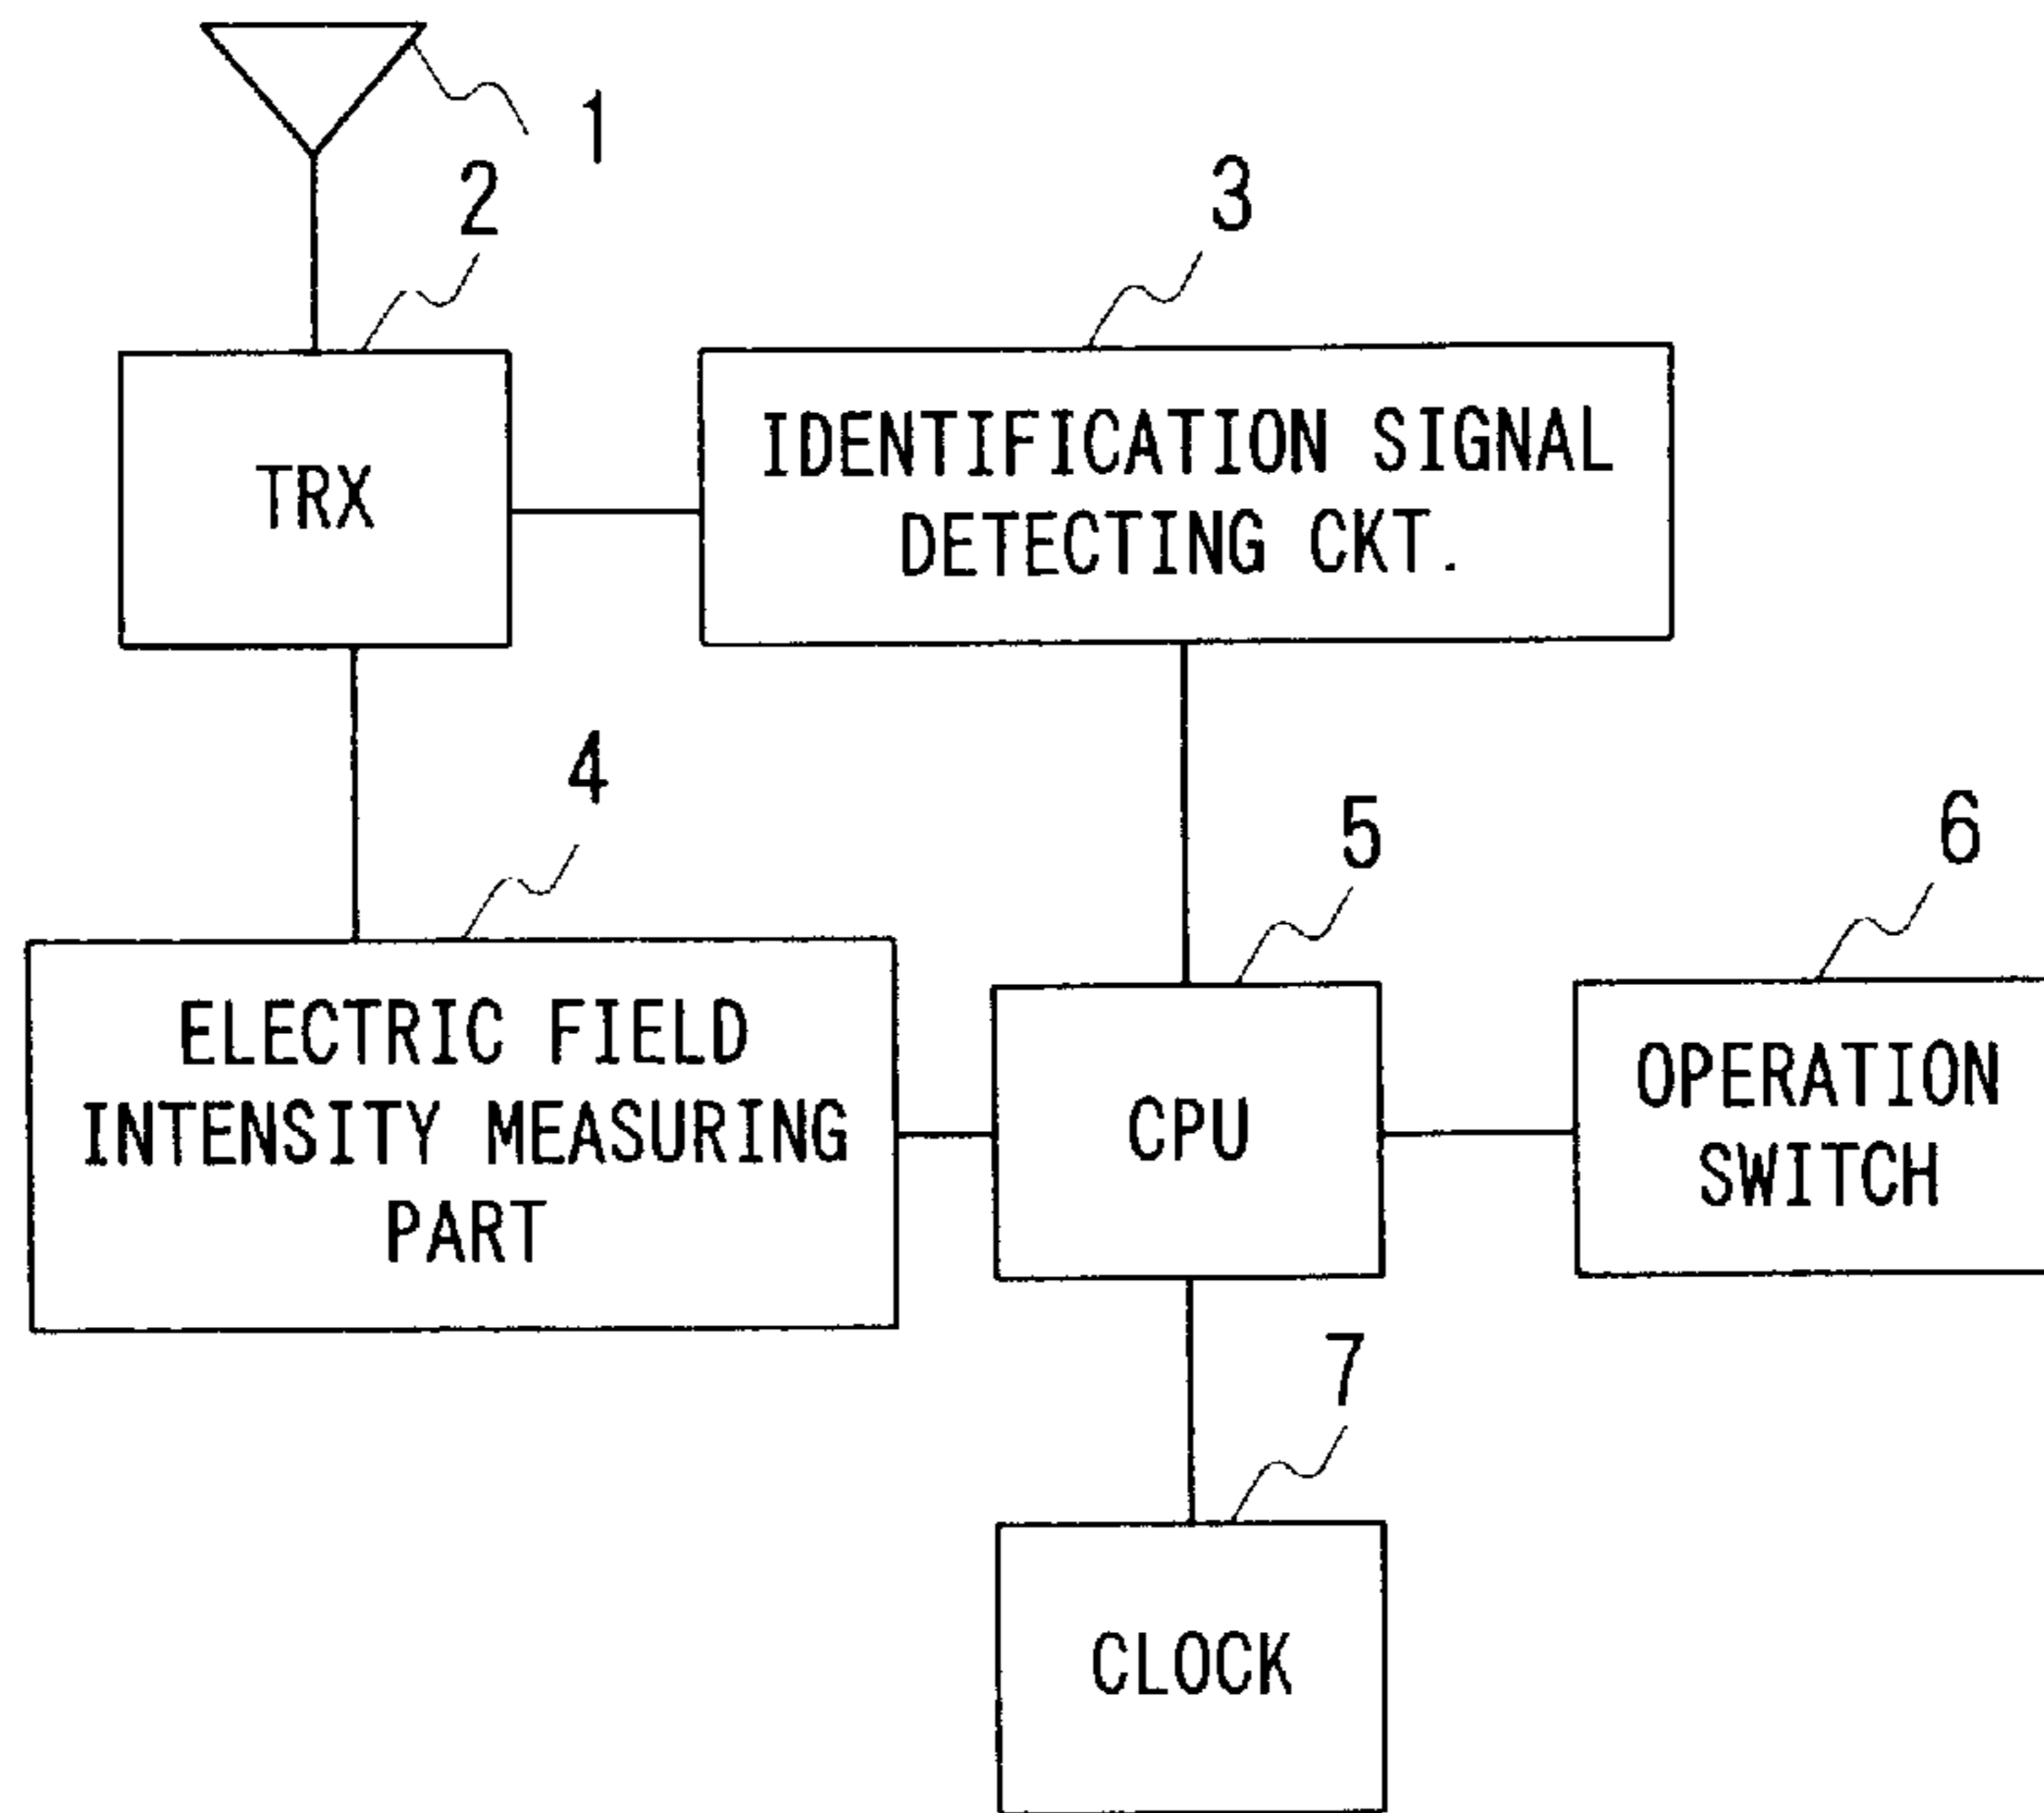 1
2
3
TRX
IDENTIFICATION SIGNAL
DETECTING CKT.
4
5
6
ELECTRIC FIELD
INTENSITY MEASURING
PART
CPU
OPERATION
SWITCH
7
CLOCK